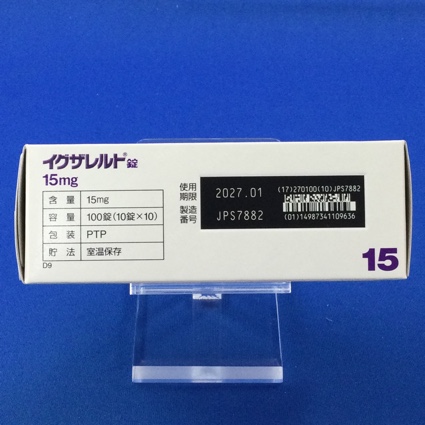 イグザレルト®錠
15mg
含 量 15mg
容 量 100錠(10錠×10)
包 装 PTP
貯 法 室温保存
D9
使用期限 2027.01
製造番号 JPS7882
(17)270100(10)JPS7882
(01)14987341109636
15